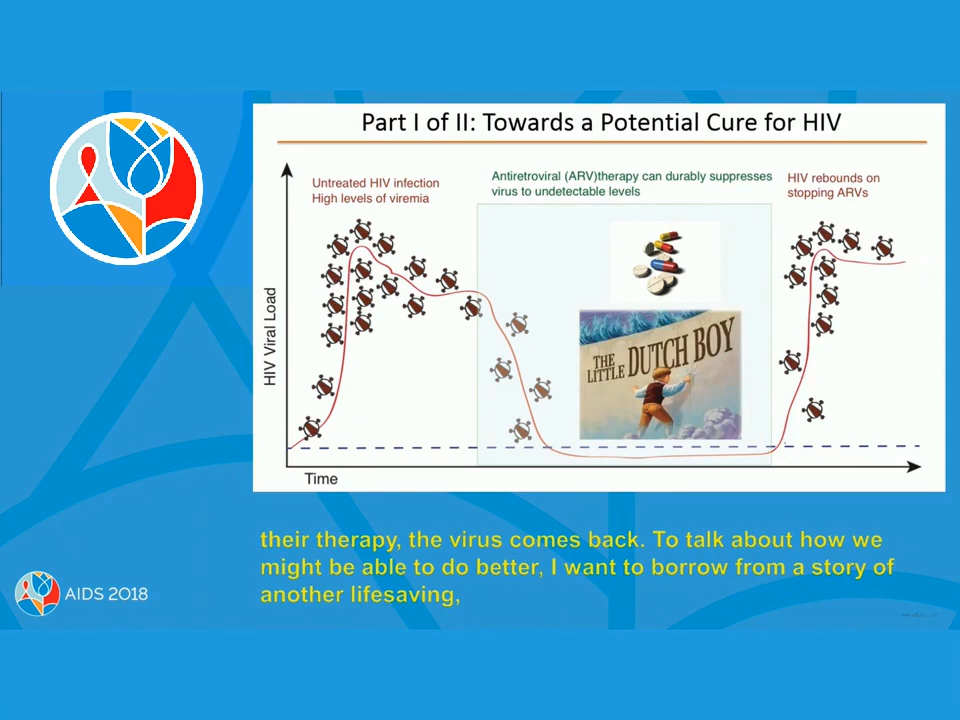 Part I of II: Towards a Potential Cure for HIV
Untreated HIV infection
High levels of viremia
Antiretroviral (ARV)therapy can durably suppresses
virus to undetectable levels
HIV rebounds on
stopping ARVs
HIV Viral Load
THE
LITTLE
DUTCH BOY
Time
their therapy, the virus comes back. To talk about how we
might be able to do better, I want to borrow from a story of
another lifesaving,
AIDS 2018